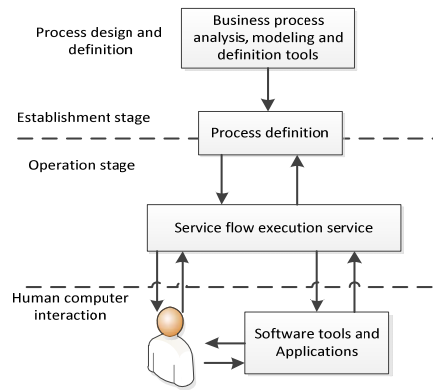 Process design and
definition
Business process
analysis, modeling and
definition tools
Establishment stage
Process definition
Operation stage
Service flow execution service
Human computer
interaction
Software tools and
Applications